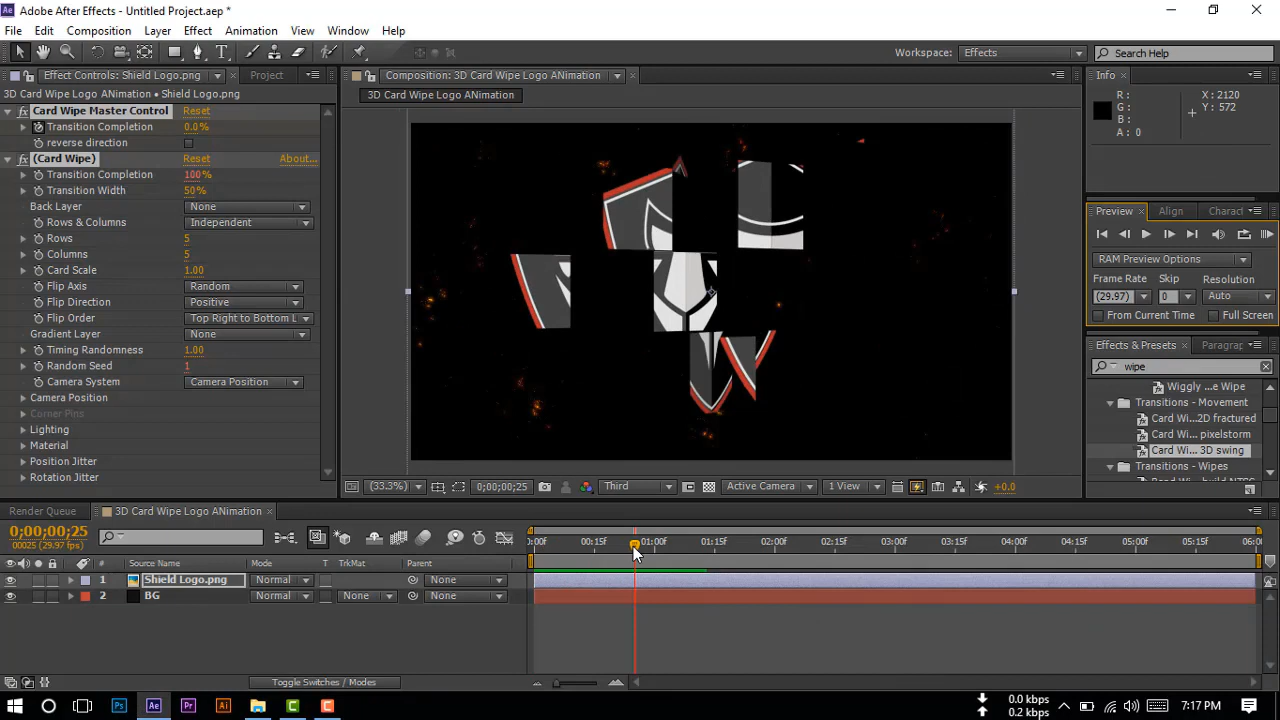 Adobe After Effects - Untitled Project.aep *
File Edit Composition Layer Effect Animation View Window Help
Workspace: Effects Search Help
Effect Controls: Shield Logo.png Project
3D Card Wipe Logo ANimation • Shield Logo.png
Card Wipe Master Control Reset
Transition Completion 0.0%
reverse direction
(Card Wipe) Reset About...
Transition Completion 100%
Transition Width 50%
Back Layer None
Rows & Columns Independent
Rows 5
Columns 5
Card Scale 1.00
Flip Axis Random
Flip Direction Positive
Flip Order Top Right to Bottom L
Gradient Layer None
Timing Randomness 1.00
Random Seed 1
Camera System Camera Position
Camera Position
Corner Pins
Lighting
Material
Position Jitter
Rotation Jitter
Composition: 3D Card Wipe Logo ANimation
3D Card Wipe Logo ANimation
(33.3%) 0;00;00;25 Third Active Camera 1 View +0.0
Info
R: X: 2120
G: Y: 572
B:
A: 0
Preview Align Charact
RAM Preview Options
Frame Rate Skip Resolution
(29.97) 0 Auto
From Current Time Full Screen
Effects & Presets Paragra
wipe
Wiggly ...e Wipe
Transitions - Movement
Card Wi...2D fractured
Card Wi... pixelstorm
Card Wi... 3D swing
Transitions - Wipes
Render Queue 3D Card Wipe Logo ANimation
0;00;00;25
00025 (29.97 fps)
0:00f 00:15f 01:00f 01:15f 02:00f 02:15f 03:00f 03:15f 04:00f 04:15f 05:00f 05:15f 06:0
# Source Name Mode T TrkMat Parent
1 Shield Logo.png Normal None
2 BG Normal None None
Toggle Switches / Modes
Ps Ae Pr Ai C C
0.0 kbps
0.2 kbps
7:17 PM